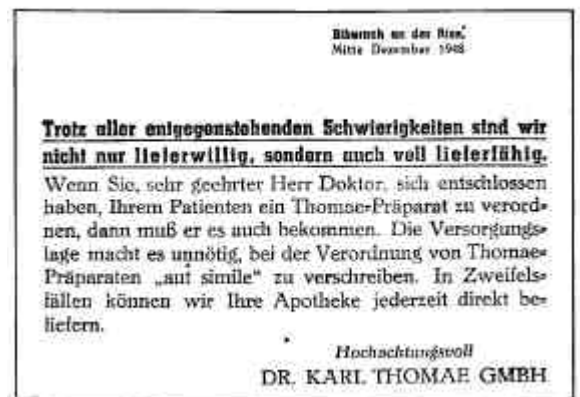 Biberach an der Riss,
Mitte Dezember 1948
Trotz aller entgegenstehenden Schwierigkeiten sind wir
nicht nur lieferwillig, sondern auch voll lieferfähig.
Wenn Sie, sehr geehrter Herr Doktor, sich entschlossen
haben, Ihrem Patienten ein Thomae-Präparat zu verord-
nen, dann muß er es auch bekommen. Die Versorgungs-
lage macht es unnötig, bei der Verordnung von Thomae-
Präparaten „aut simile“ zu verschreiben. In Zweifels-
fällen können wir Ihre Apotheke jederzeit direkt be-
liefern.
Hochachtungsvoll
DR. KARL THOMAE GMBH